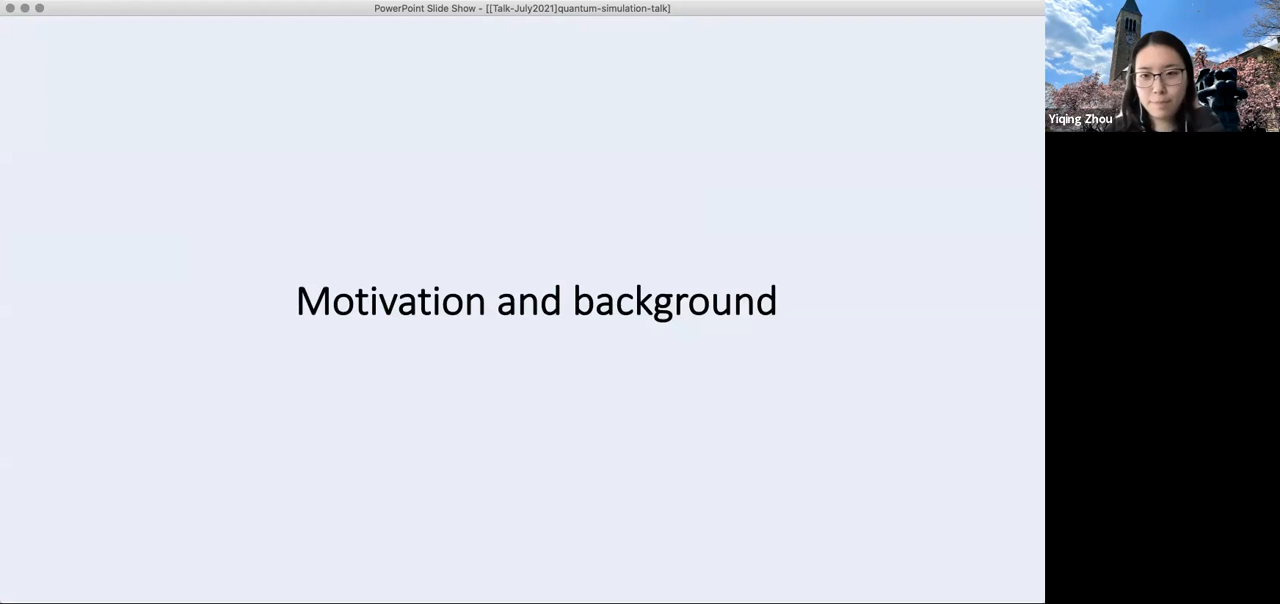 PowerPoint Slide Show - [[Talk-July2021]quantum-simulation-talk]
Yiqing Zhou
Motivation and background